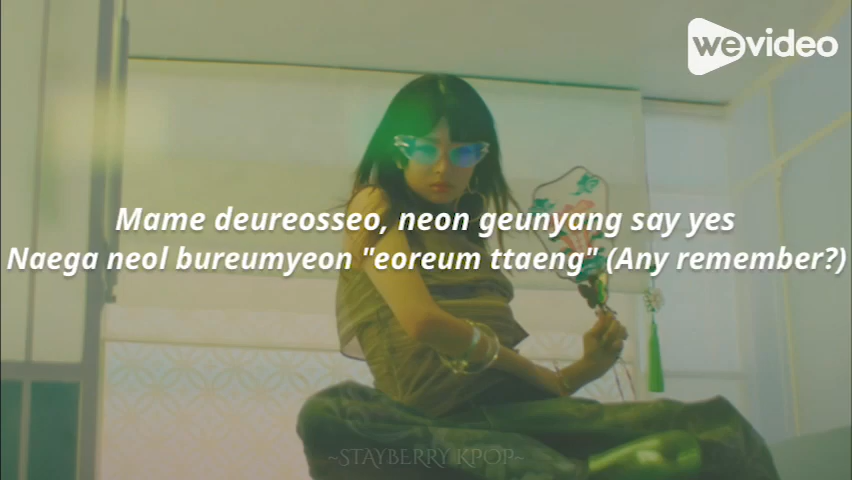 wevideo
Mame deureosseo, neon geunyang say yes
Naega neol bureumyeon "eoreum ttaeng" (Any remember?)
~STAYBERRY KPOP~